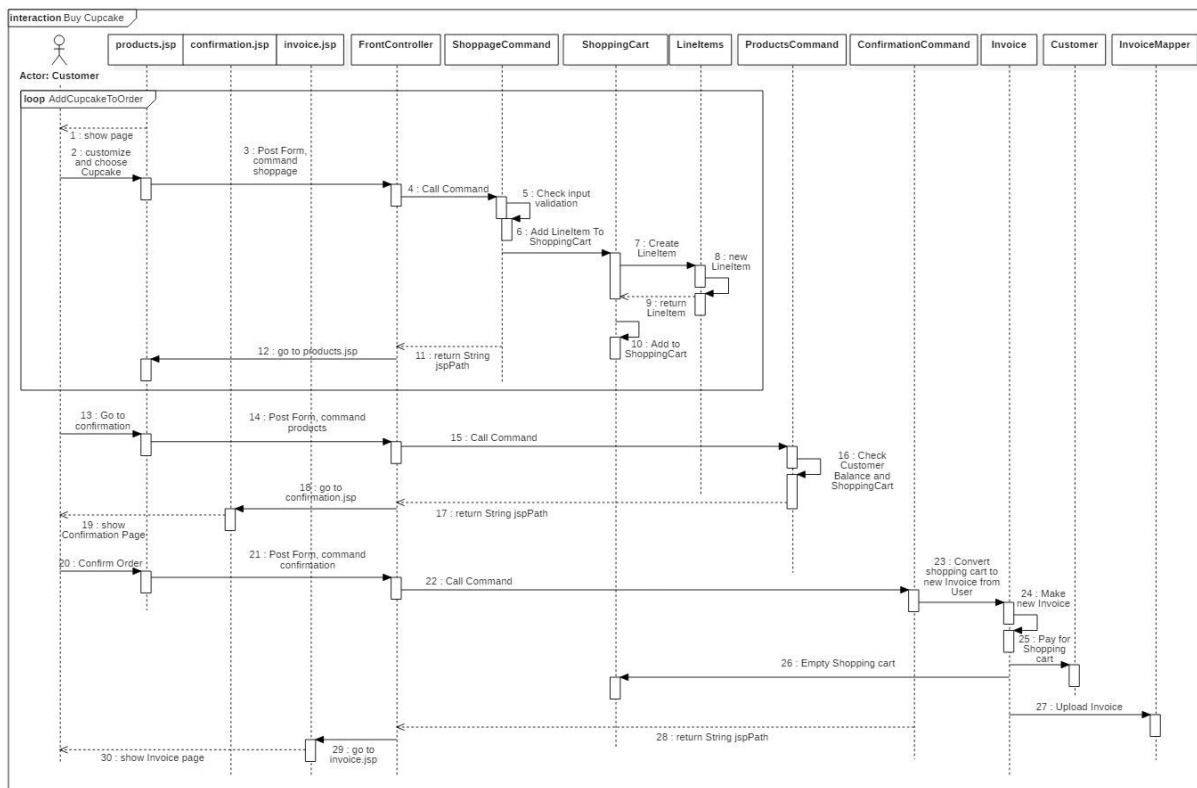 interaction Buy Cupcake
products.jsp
confirmation.jsp
invoice.jsp
FrontController
ShoppageCommand
ShoppingCart
LineItems
ProductsCommand
ConfirmationCommand
Invoice
Customer
InvoiceMapper
Actor: Customer
loop AddCupcakeToOrder
1 : show page
2 : customize
and choose
Cupcake
3 : Post Form,
command
shoppage
4 : Call Command
5 : Check input
validation
6 : Add LineItem To
ShoppingCart
7 : Create
LineItem
8 : new
LineItem
9 : return
LineItem
10 : Add to
ShoppingCart
11 : return String
jspPath
12 : go to products.jsp
13 : Go to
confirmation
14 : Post Form, command
products
15 : Call Command
16 : Check
Customer
Balance and
ShoppingCart
17 : return String jspPath
18 : go to
confirmation.jsp
19 : show
Confirmation Page
20 : Confirm Order
21 : Post Form, command
confirmation
22 : Call Command
23 : Convert
shopping cart to
new Invoice from
User
24 : Make
new Invoice
25 : Pay for
Shopping
cart
26 : Empty Shopping cart
27 : Upload Invoice
28 : return String jspPath
29 : go to
invoice.jsp
30 : show Invoice page